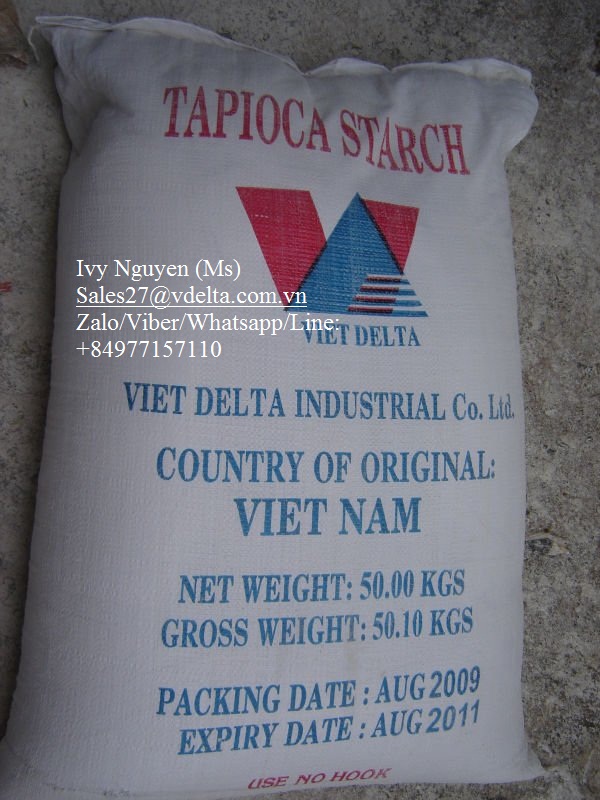 TAPIOCA STARCH
Ivy Nguyen (Ms)
Sales27@vdelta.com.vn
Zalo/Viber/Whatsapp/Line:
+84977157110
VIET DELTA
VIET DELTA INDUSTRIAL Co. Ltd.
COUNTRY OF ORIGINAL:
VIET NAM
NET WEIGHT: 50.00 KGS
GROSS WEIGHT: 50.10 KGS
PACKING DATE : AUG 2009
EXPIRY DATE : AUG 2011
USE NO HOOK